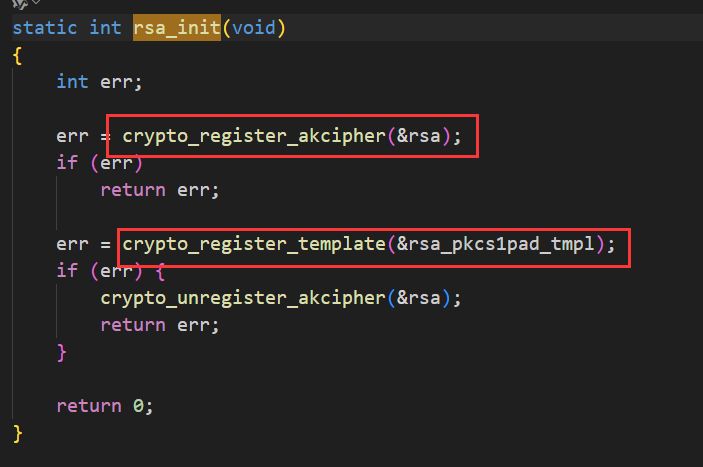 static int rsa_init(void)
{
    int err;
    err = crypto_register_akcipher(&rsa);
    if (err)
        return err;
    err = crypto_register_template(&rsa_pkcs1pad_tmpl);
    if (err) {
        crypto_unregister_akcipher(&rsa);
        return err;
    }
    return 0;
}